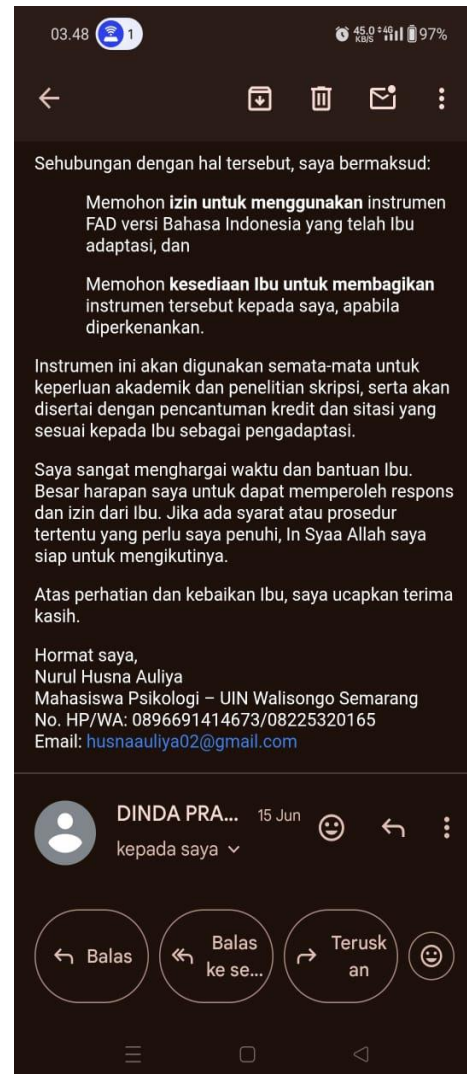 03.48 1 45.0 KB/S 4G 97%
Sehubungan dengan hal tersebut, saya bermaksud:
Memohon izin untuk menggunakan instrumen
FAD versi Bahasa Indonesia yang telah Ibu
adaptasi, dan
Memohon kesediaan Ibu untuk membagikan
instrumen tersebut kepada saya, apabila
diperkenankan.
Instrumen ini akan digunakan semata-mata untuk
keperluan akademik dan penelitian skripsi, serta akan
disertai dengan pencantuman kredit dan sitasi yang
sesuai kepada Ibu sebagai pengadaptasi.
Saya sangat menghargai waktu dan bantuan Ibu.
Besar harapan saya untuk dapat memperoleh respons
dan izin dari Ibu. Jika ada syarat atau prosedur
tertentu yang perlu saya penuhi, In Syaa Allah saya
siap untuk mengikutinya.
Atas perhatian dan kebaikan Ibu, saya ucapkan terima
kasih.
Hormat saya,
Nurul Husna Auliya
Mahasiswa Psikologi – UIN Walisongo Semarang
No. HP/WA: 0896691414673/08225320165
Email: husnaauliya02@gmail.com
DINDA PRA... 15 Jun
kepada saya
Balas
Balas
ke se...
Terusk
an